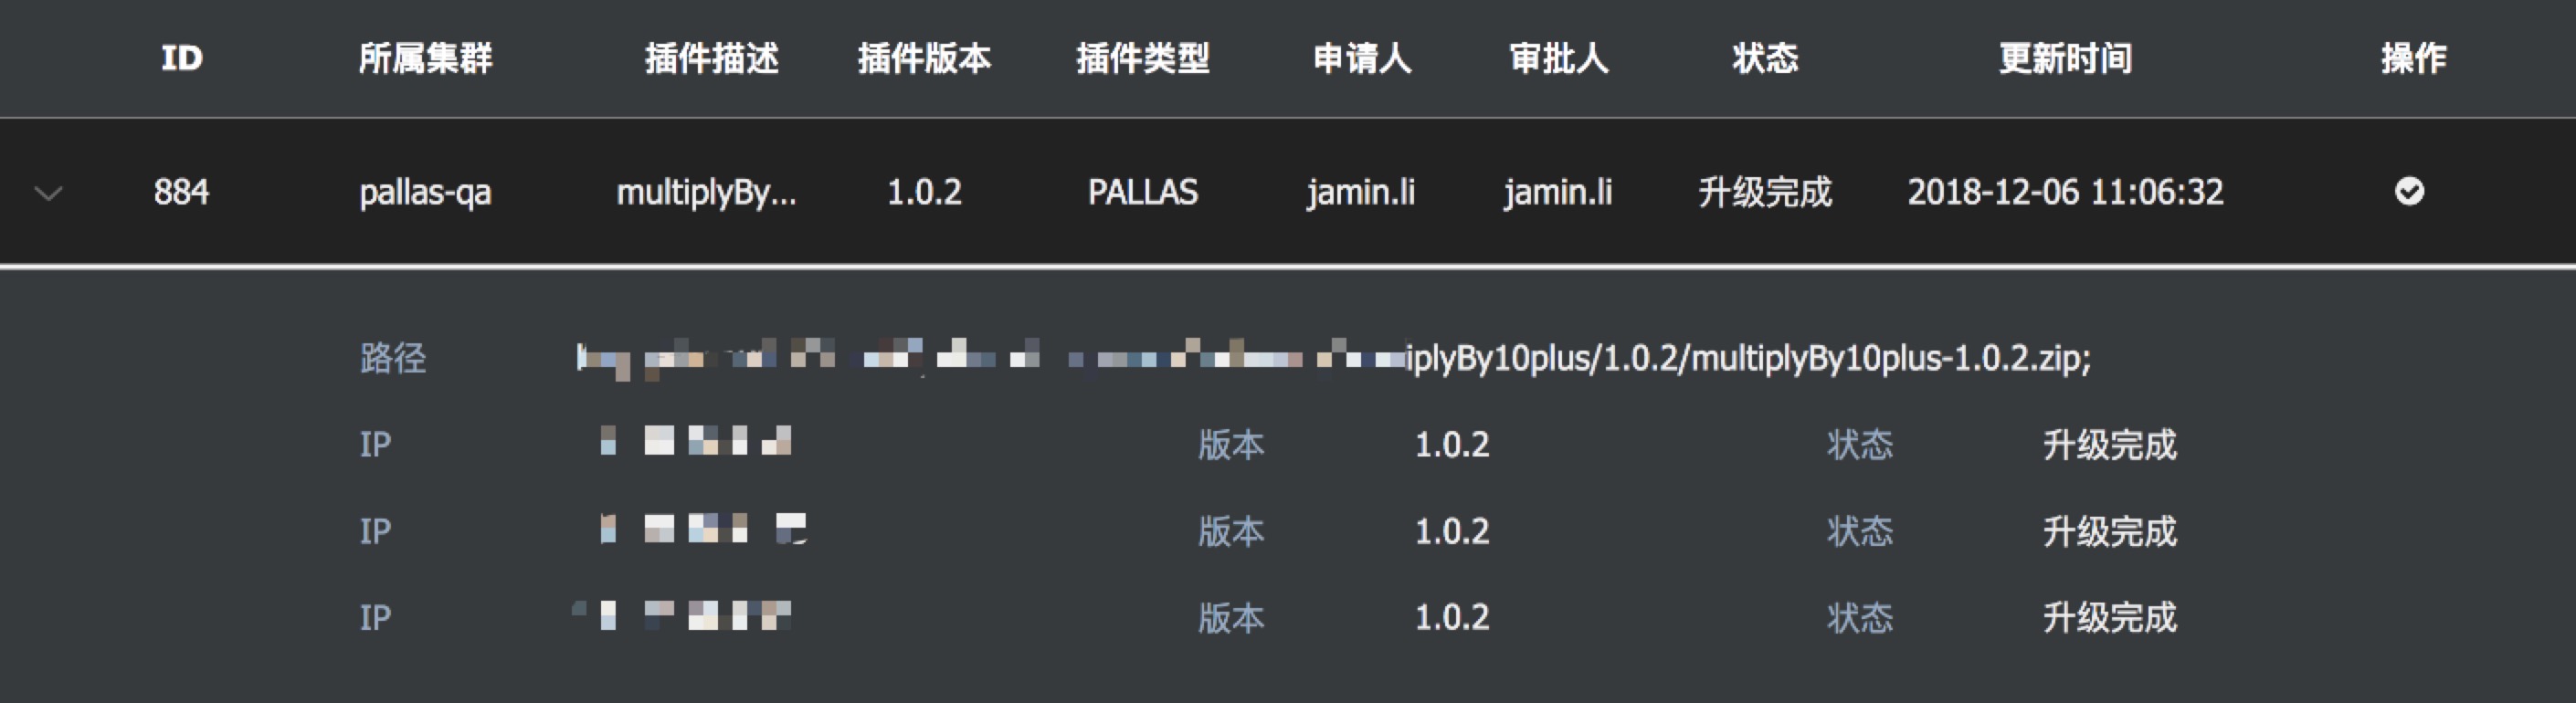 ID 所属集群 插件描述 插件版本 插件类型 申请人 审批人 状态 更新时间 操作
884 pallas-qa multiplyBy... 1.0.2 PALLAS jamin.li jamin.li 升级完成 2018-12-06 11:06:32
路径 iplyBy10plus/1.0.2/multiplyBy10plus-1.0.2.zip;
IP 版本 1.0.2 状态 升级完成
IP 版本 1.0.2 状态 升级完成
IP 版本 1.0.2 状态 升级完成